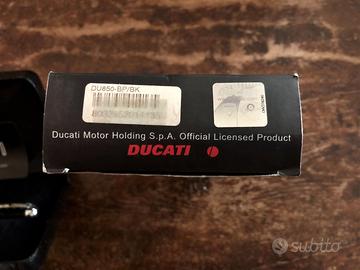 DU850-BP/BK
Ducati Motor Holding S.p.A. Official Licensed Product
DUCATI
subito